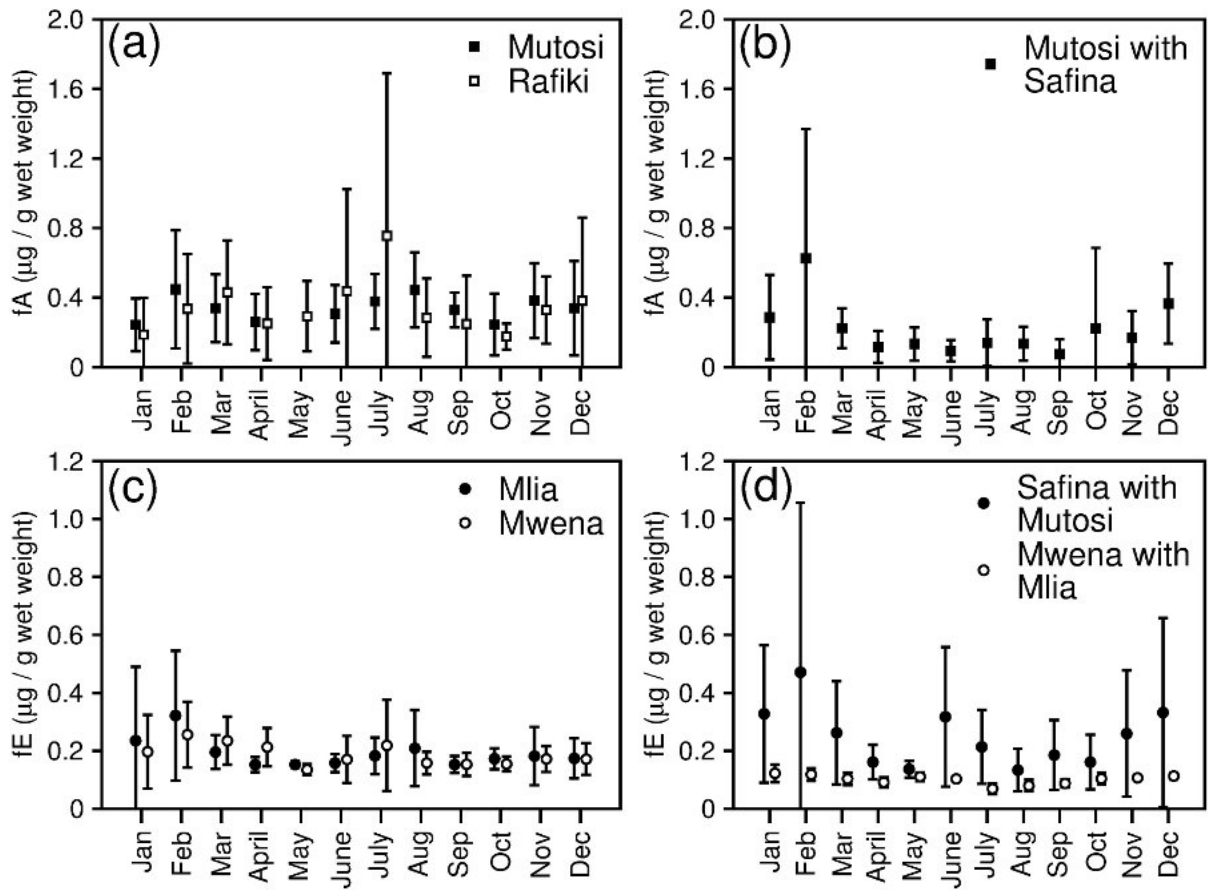 (a)
Mutosi
Rafiki
fA (µg / g wet weight)
2.0
1.6
1.2
0.8
0.4
0
Jan
Feb
Mar
April
May
June
July
Aug
Sep
Oct
Nov
Dec
(b)
Mutosi with
Safina
fA (µg / g wet weight)
2.0
1.6
1.2
0.8
0.4
0
Jan
Feb
Mar
April
May
June
July
Aug
Sep
Oct
Nov
Dec
(c)
Mlia
Mwena
fE (µg / g wet weight)
1.2
1.0
0.8
0.6
0.4
0.2
0
Jan
Feb
Mar
April
May
June
July
Aug
Sep
Oct
Nov
Dec
(d)
Safina with
Mutosi
Mwena with
Mlia
fE (µg / g wet weight)
1.2
1.0
0.8
0.6
0.4
0.2
0
Jan
Feb
Mar
April
May
June
July
Aug
Sep
Oct
Nov
Dec